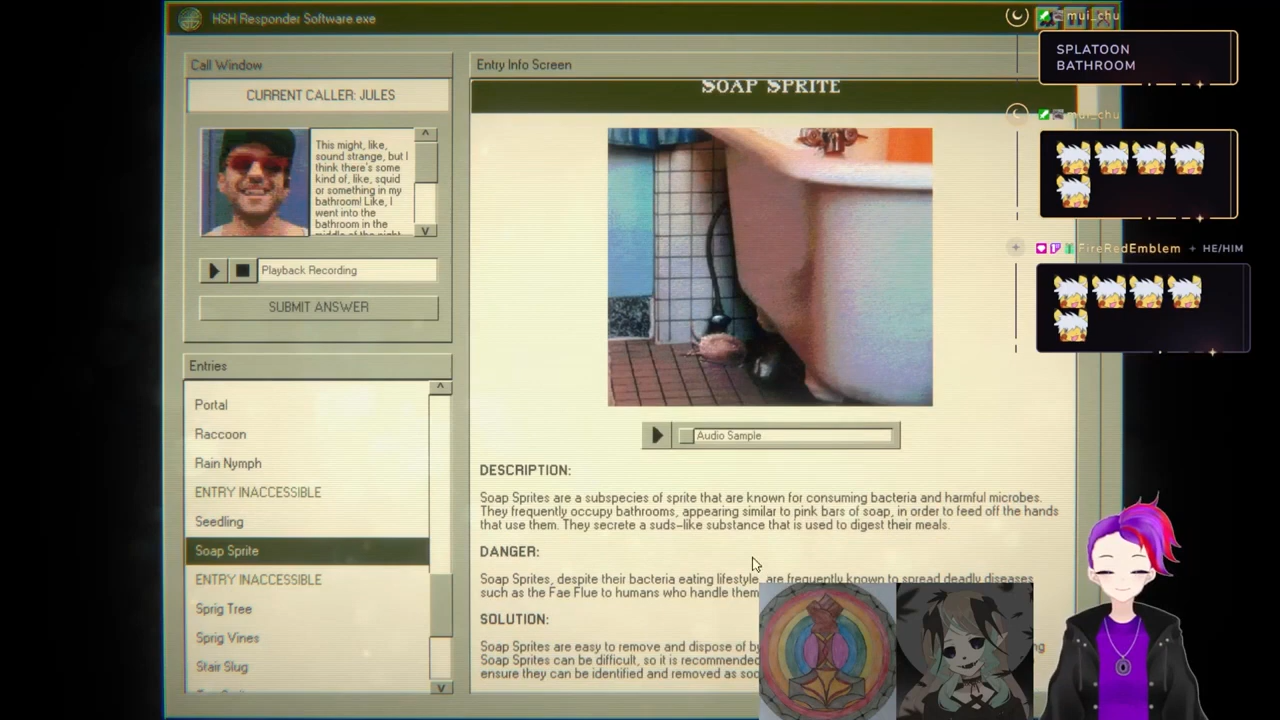 HSH Responder Software.exe
Call Window
CURRENT CALLER: JULES
This might, like,
sound strange, but I
think there's some
kind of, like, squid
or something in my
bathroom! Like, I
went into the
bathroom in the
middle of the night
Playback Recording
SUBMIT ANSWER
Entries
Portal
Raccoon
Rain Nymph
ENTRY INACCESSIBLE
Seedling
Soap Sprite
ENTRY INACCESSIBLE
Sprig Tree
Sprig Vines
Stair Slug
Entry Info Screen
SOAP SPRITE
Audio Sample
DESCRIPTION:
Soap Sprites are a subspecies of sprite that are known for consuming bacteria and harmful microbes.
They frequently occupy bathrooms, appearing similar to pink bars of soap, in order to feed off the hands
that use them. They secrete a suds-like substance that is used to digest their meals.
DANGER:
Soap Sprites, despite their bacteria eating lifestyle, are frequently known to spread deadly diseases
such as the Fae Flue to humans who handle them
SOLUTION:
Soap Sprites are easy to remove and dispose of by
Soap Sprites can be difficult, so it is recommended
ensure they can be identified and removed as soo
mui_chu
SPLATOON
BATHROOM
mui_chu
FireRedEmblem + HE/HIM